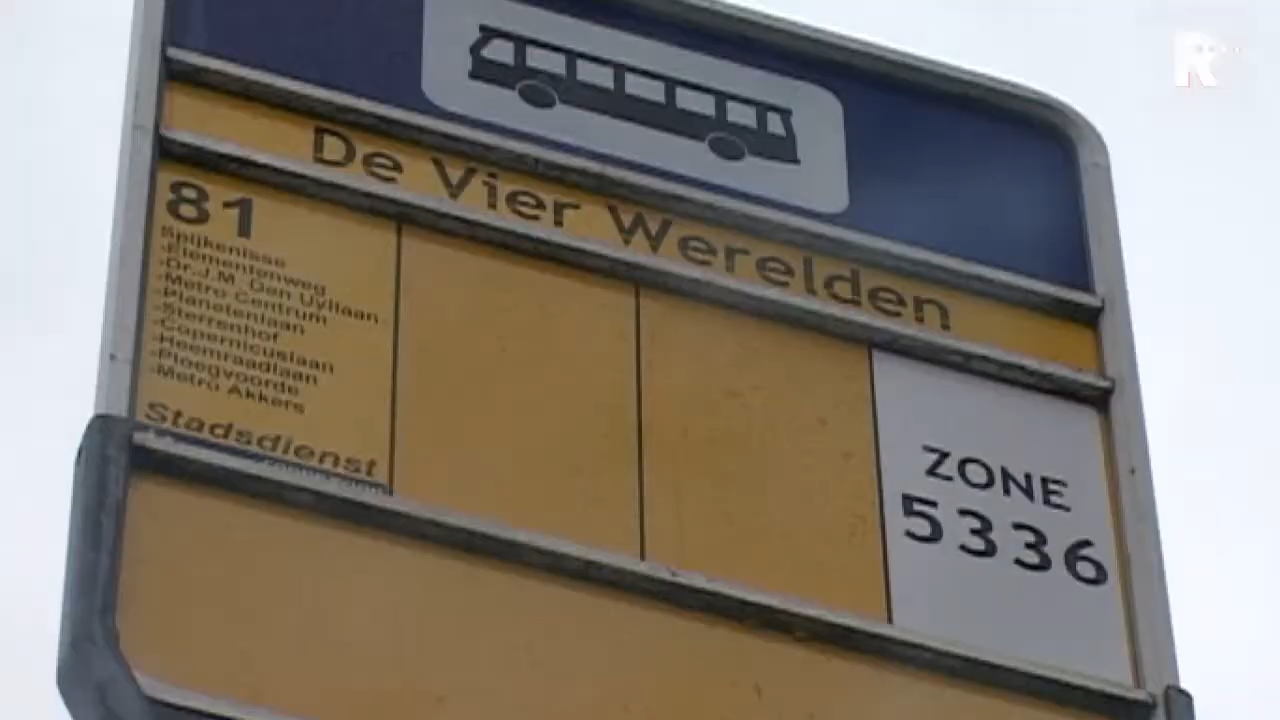 De Vier Werelden
81
Spijkenisse
-Elementenweg
-Dr. J.M. Den Uyllaan
-Metro Centrum
-Planetenlaan
-Sterrenhof
-Copernicuslaan
-Heemraadlaan
-Ploegvoorde
-Metro Akkers
Stadsdienst
ZONE
5336
R